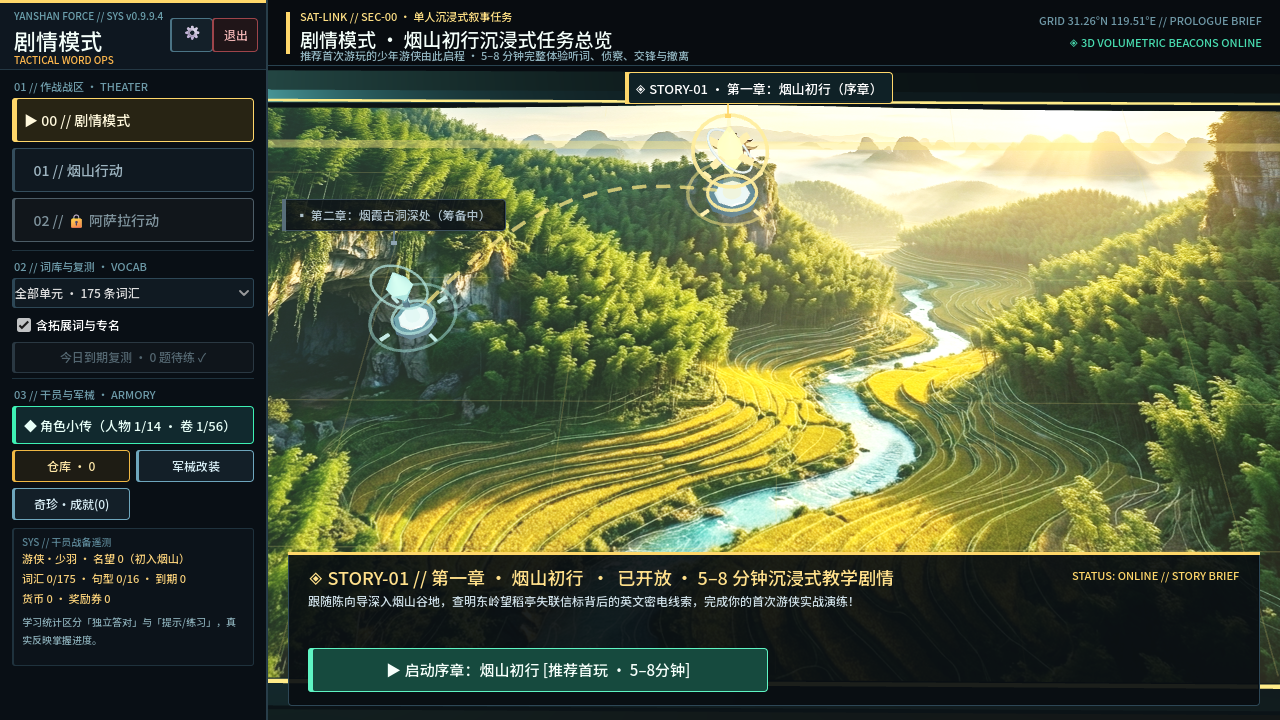 YANSHAN FORCE // SYS v0.9.9.4
剧情模式
TACTICAL WORD OPS
退出
01 // 作战战区 · THEATER
▶ 00 // 剧情模式
01 // 烟山行动
02 // 🔒 阿萨拉行动
02 // 词库与复测 · VOCAB
全部单元 · 175 条词汇
含拓展词与专名
今日到期复测 · 0 题待练 ✓
03 // 干员与军械 · ARMORY
◆ 角色小传（人物 1/14 · 卷 1/56）
仓库 · 0
军械改装
奇珍·成就(0)
SYS // 干员战备遥测
游侠·少羽 · 名望 0（初入烟山）
词汇 0/175 · 句型 0/16 · 到期 0
货币 0 · 奖励券 0
学习统计区分「独立答对」与「提示/练习」，真
实反映掌握进度。
SAT-LINK // SEC-00 · 单人沉浸式叙事任务
剧情模式 · 烟山初行沉浸式任务总览
推荐首次游玩的少年游侠由此启程 · 5–8 分钟完整体验听词、侦察、交锋与撤离
GRID 31.26°N 119.51°E // PROLOGUE BRIEF
◈ 3D VOLUMETRIC BEACONS ONLINE
◈ STORY-01 · 第一章：烟山初行（序章）
▪ 第二章：烟霞古洞深处（筹备中）
◈ STORY-01 // 第一章 · 烟山初行 · 已开放 · 5–8 分钟沉浸式教学剧情
STATUS: ONLINE // STORY BRIEF
跟随陈向导深入烟山谷地，查明东岭望稻亭失联信标背后的英文密电线索，完成你的首次游侠实战演练！
▶ 启动序章：烟山初行 [推荐首玩 · 5–8分钟]